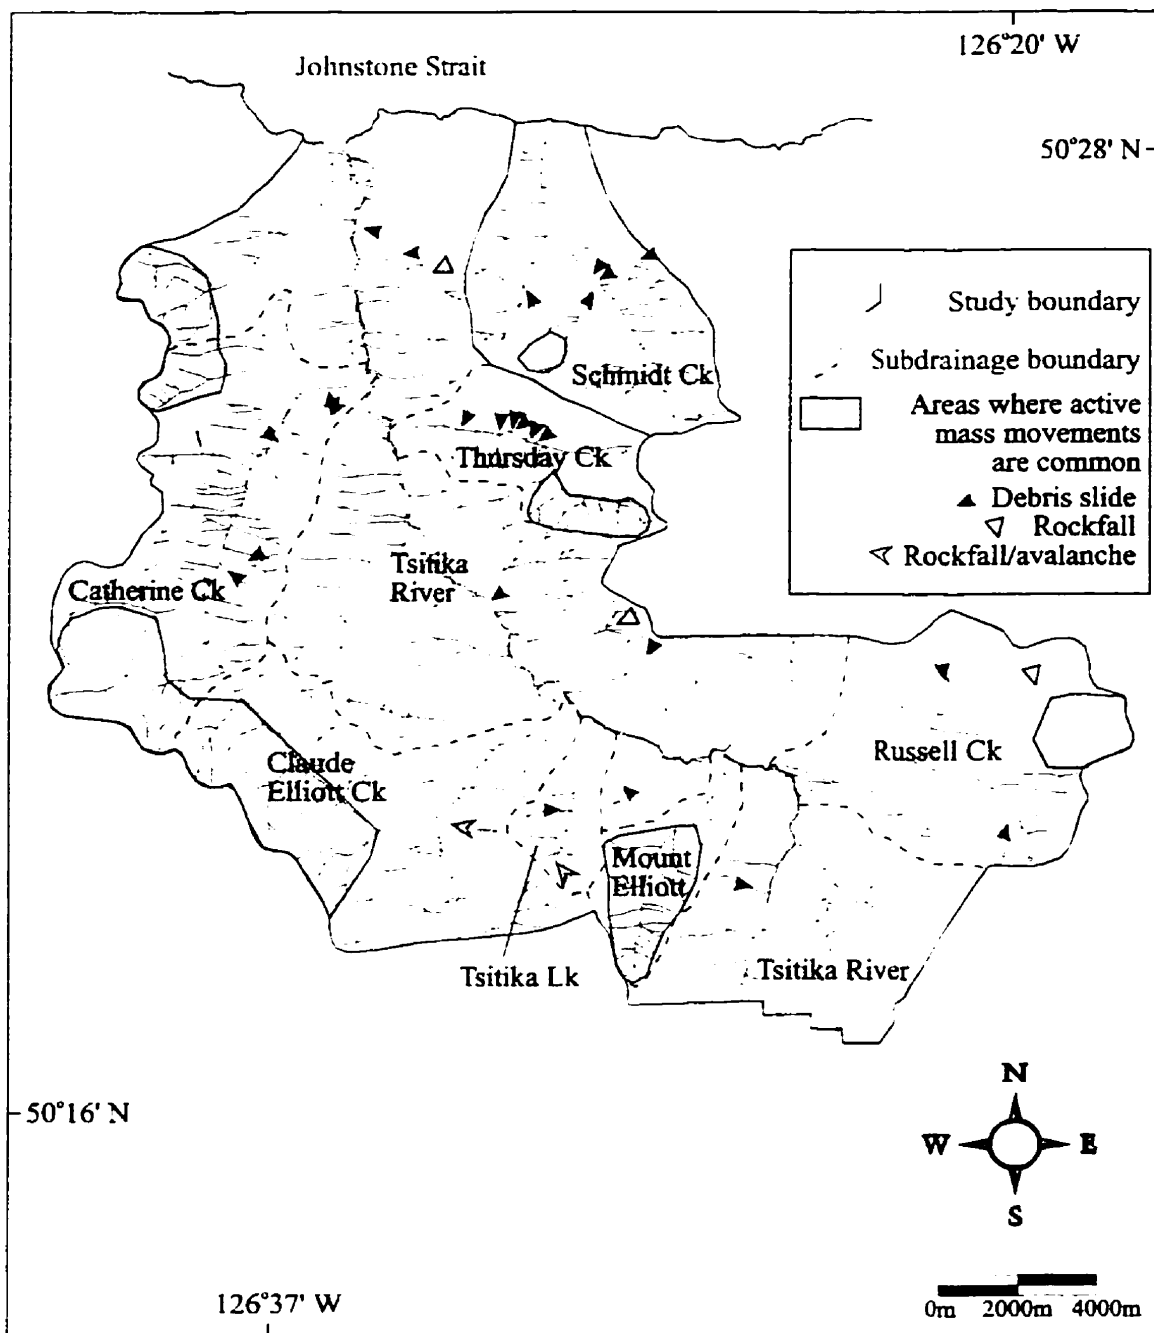 126°20' W
Johnstone Strait
50°28' N
Study boundary
Subdrainage boundary
Areas where active
mass movements
are common
Debris slide
Rockfall
Rockfall/avalanche
Schmidt Ck
Thursday Ck
Tsitika
River
Catherine Ck
Russell Ck
Claude
Elliott Ck
Mount
Elliott
Tsitika Lk
Tsitika River
N
W
E
S
50°16' N
126°37' W
0m
2000m
4000m